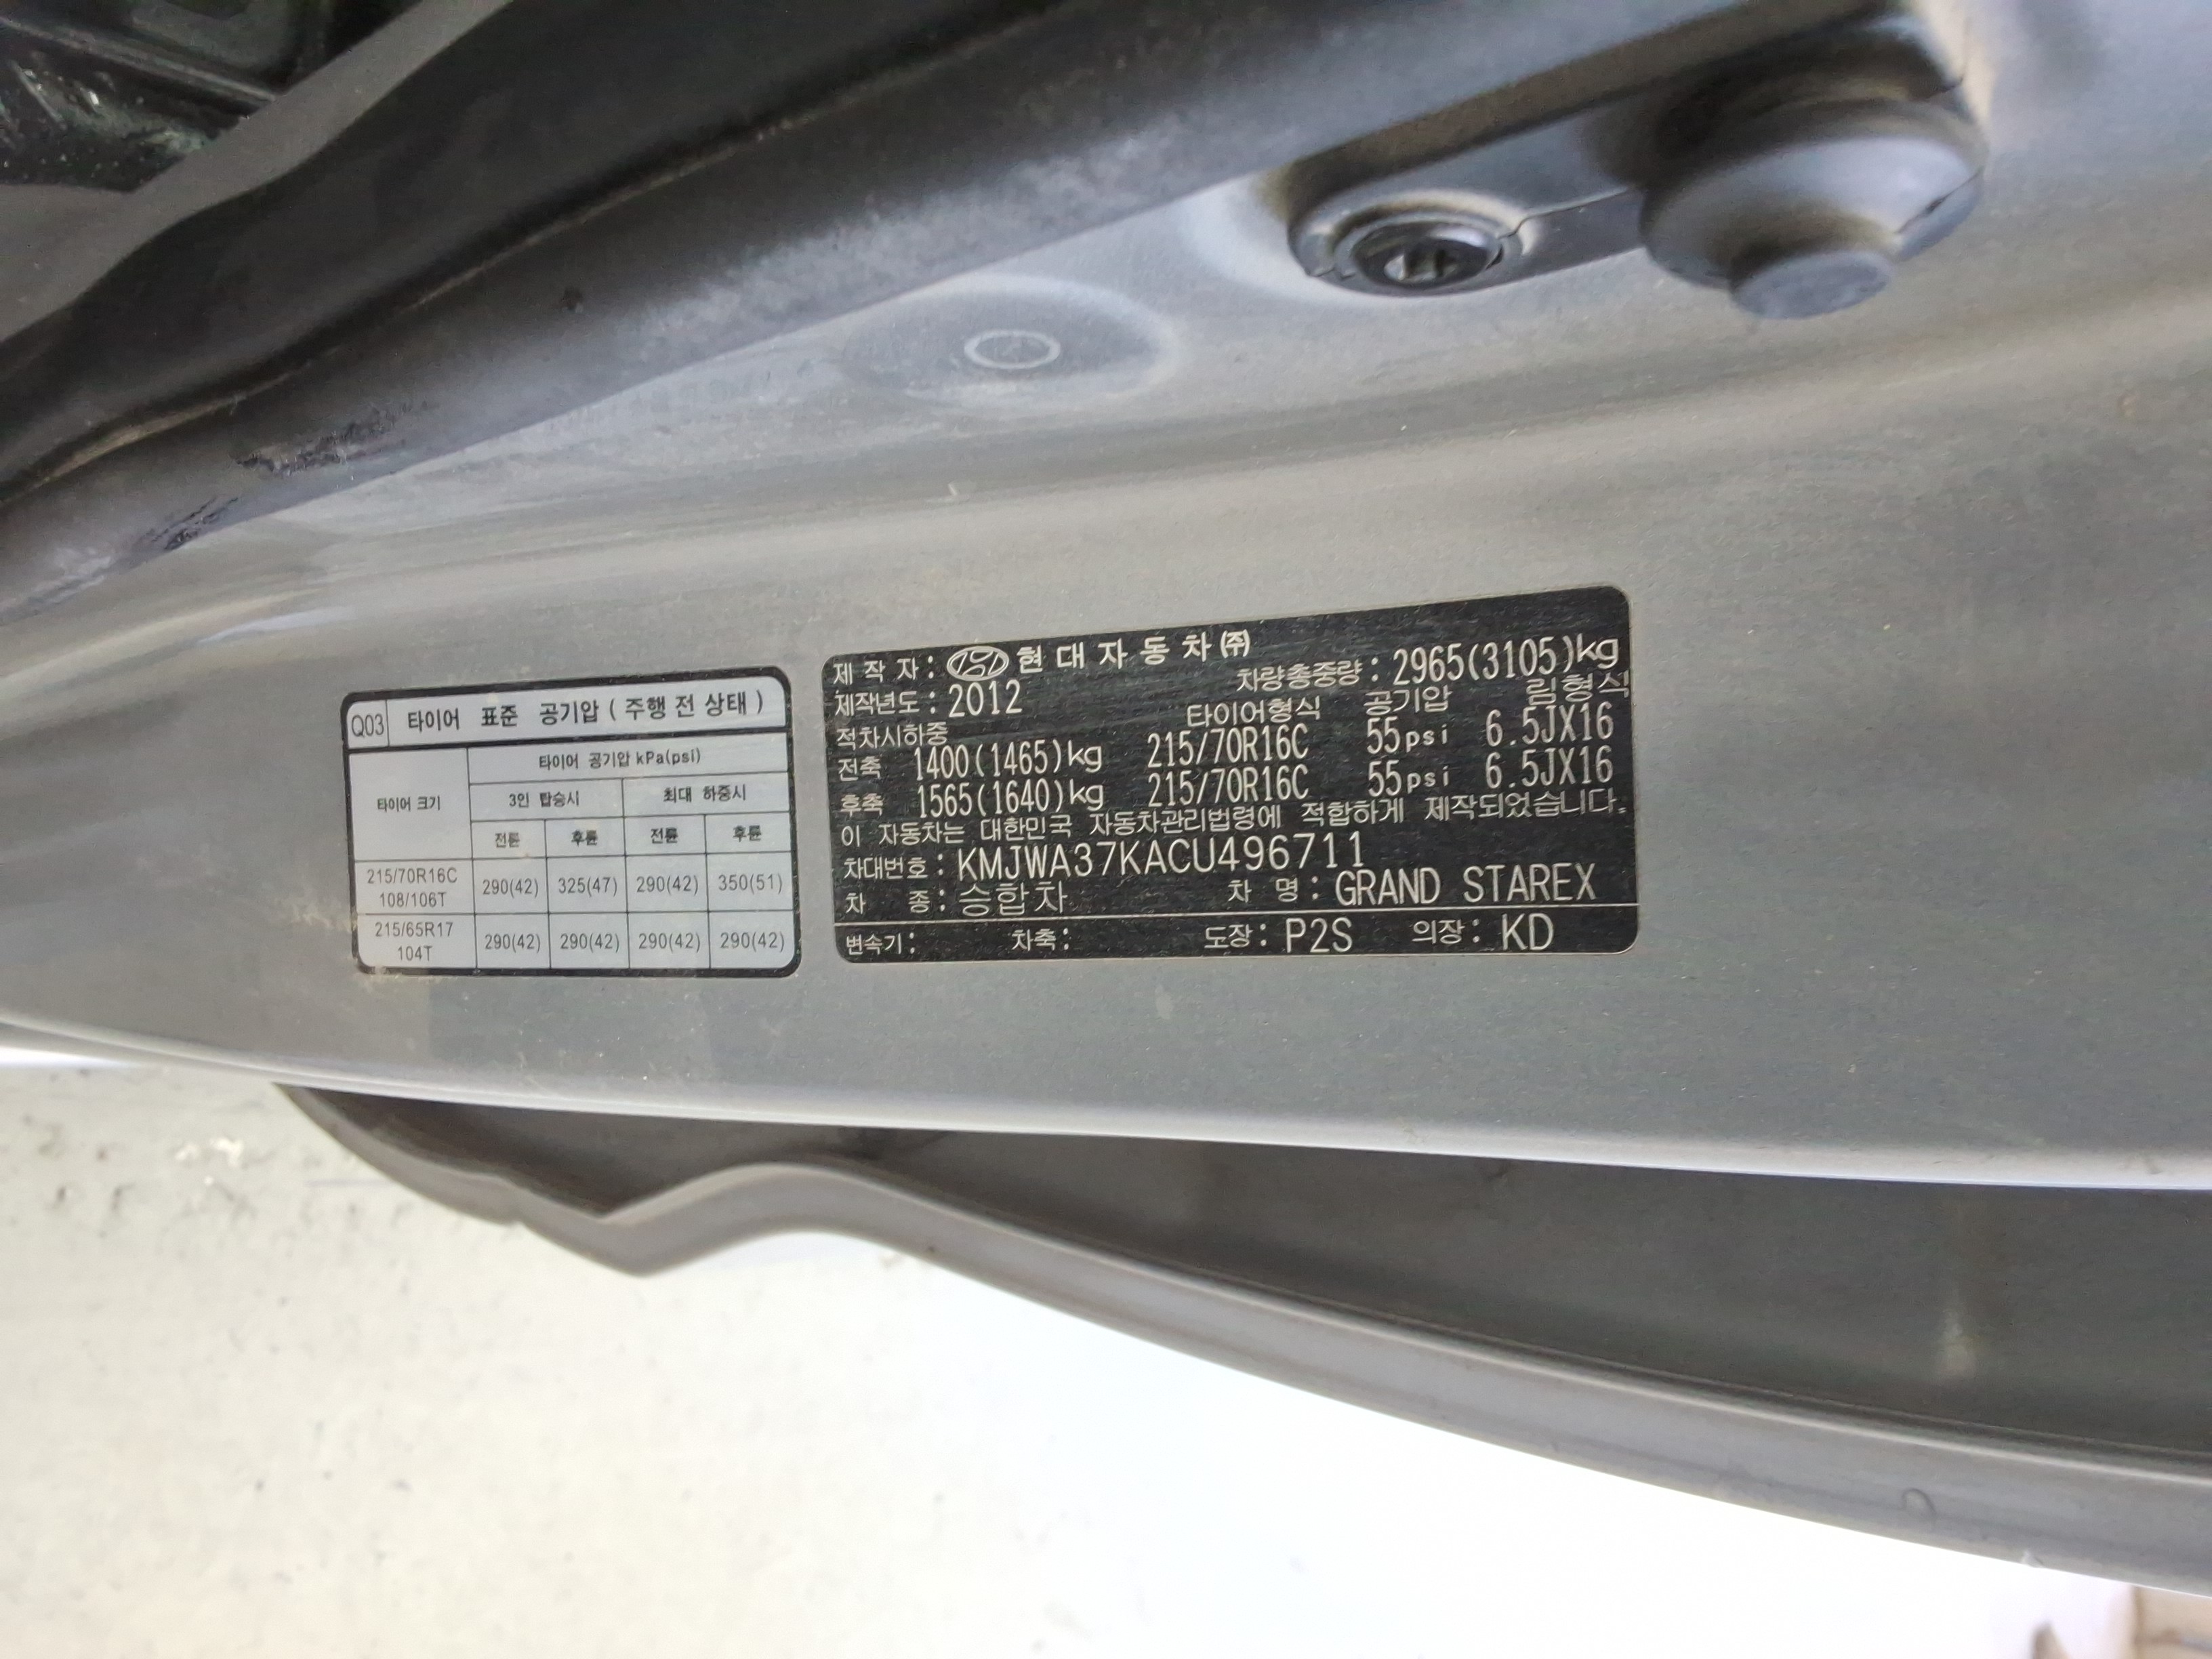 Q03 타이어 표준 공기압 ( 주행 전 상태 )
타이어 크기 타이어 공기압 kPa(psi)
3인 탑승시 최대 하중시
전륜 후륜 전륜 후륜
215/70R16C 108/106T 290(42) 325(47) 290(42) 350(51)
215/65R17 104T 290(42) 290(42) 290(42) 290(42)
제 작 자 : 현 대 자 동 차 ㈜
제작년도 : 2012 차량총중량 : 2965(3105)kg
적차시하중 타이어형식 공기압 림형식
전축 1400(1465)kg 215/70R16C 55psi 6.5JX16
후축 1565(1640)kg 215/70R16C 55psi 6.5JX16
이 자동차는 대한민국 자동차관리법령에 적합하게 제작되었습니다.
차대번호 : KMJWA37KACU496711
차 종 : 승합차 차 명 : GRAND STAREX
변속기 : 차축 : 도장 : P2S 의장 : KD